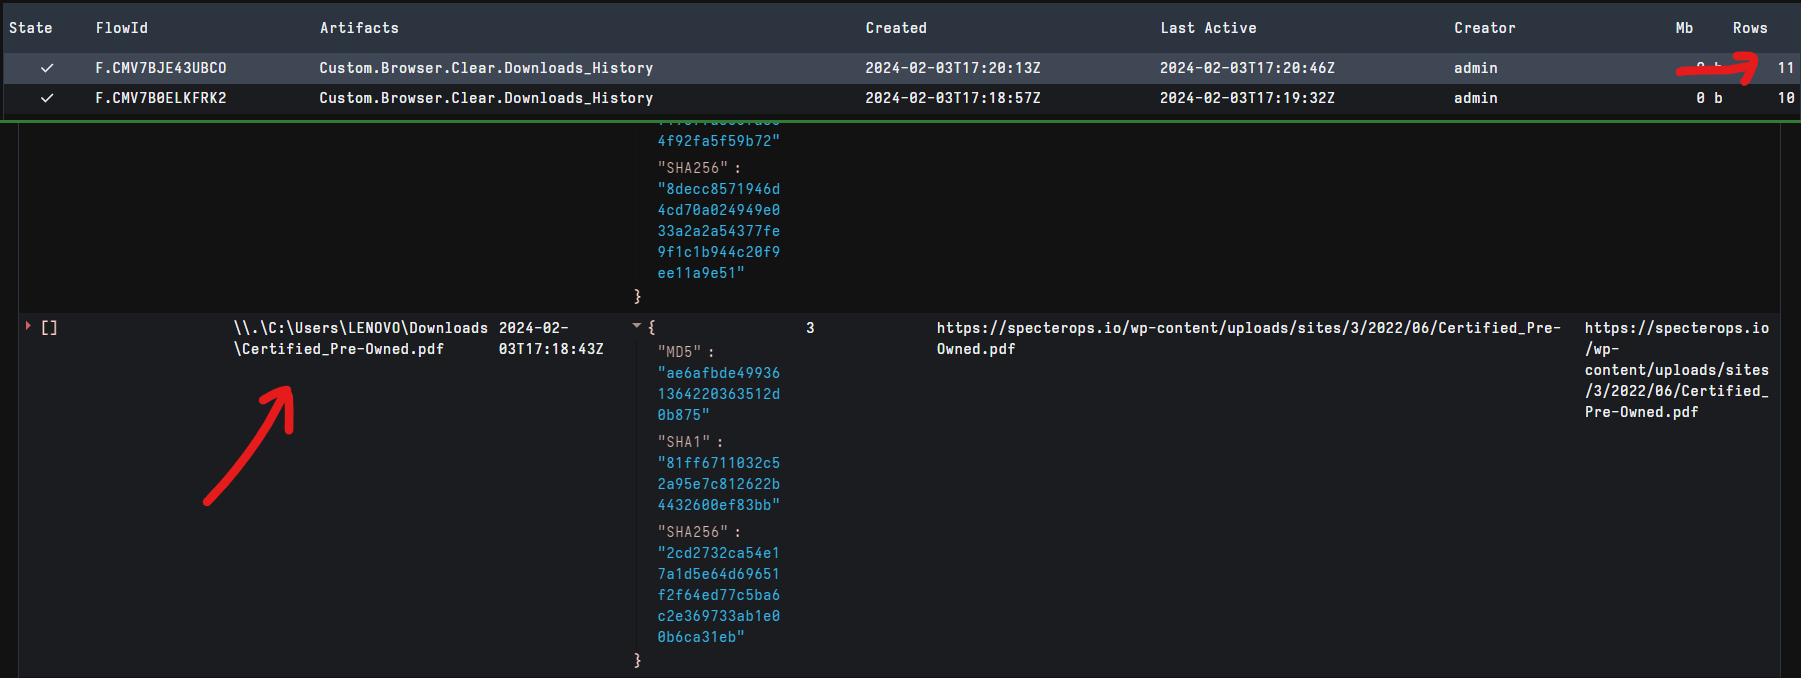 State FlowId Artifacts Created Last Active Creator Mb Rows
F.CMV7BJE43UBCO Custom.Browser.Clear.Downloads_History 2024-02-03T17:20:13Z 2024-02-03T17:20:46Z admin 0 b 11
F.CMV7B0ELKFRK2 Custom.Browser.Clear.Downloads_History 2024-02-03T17:18:57Z 2024-02-03T17:19:32Z admin 0 b 10
4f92fa5f59b72"
"SHA256" :
"8decc8571946d
4cd70a024949e0
33a2a2a54377fe
9f1c1b944c20f9
ee11a9e51"
}
[] \\.\C:\Users\LENOVO\Downloads 2024-02- { 3 https://specterops.io/wp-content/uploads/sites/3/2022/06/Certified_Pre- https://specterops.io
\Certified_Pre-Owned.pdf 03T17:18:43Z "MD5" : Owned.pdf /wp-
"ae6afbde49936 content/uploads/sites
1364220363512d /3/2022/06/Certified_
0b875" Pre-Owned.pdf
"SHA1" :
"81ff6711032c5
2a95e7c812622b
4432600ef83bb"
"SHA256" :
"2cd2732ca54e1
7a1d5e64d69651
f2f64ed77c5ba6
c2e369733ab1e0
0b6ca31eb"
}